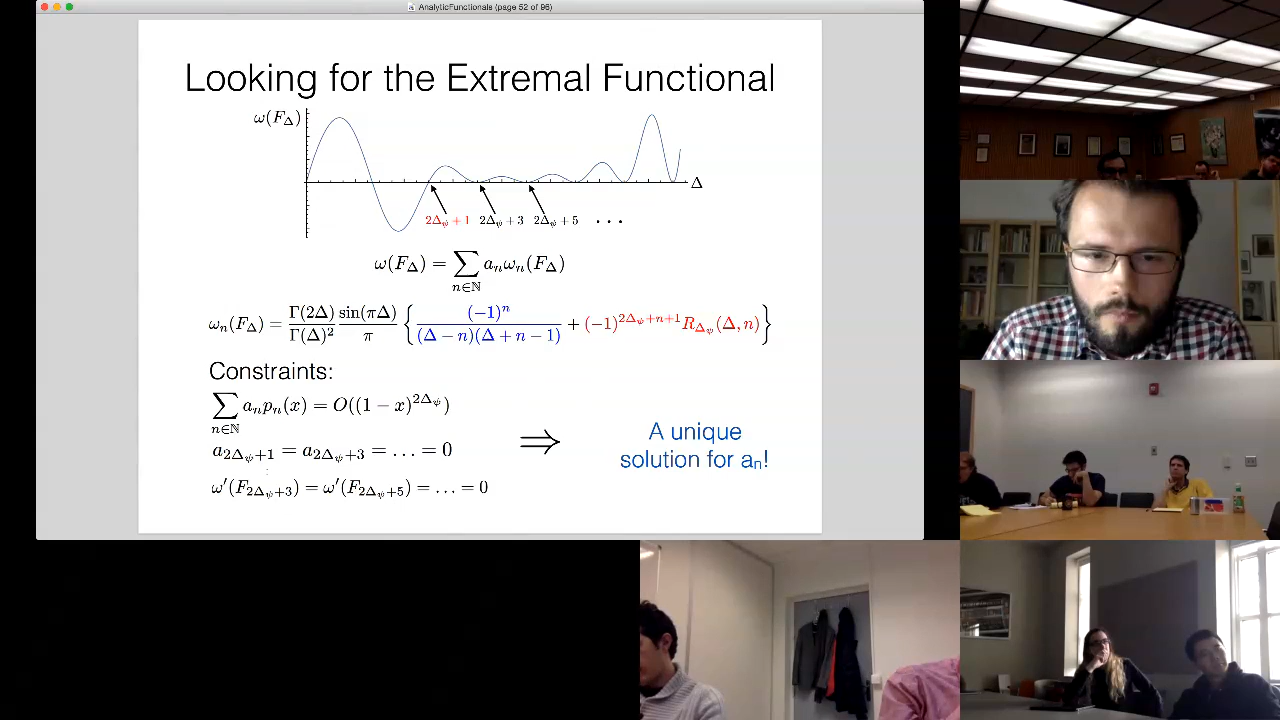 AnalyticFunctionals (page 52 of 96)
Looking for the Extremal Functional
ω(F_Δ)
Δ
2Δ_ψ + 1 2Δ_ψ + 3 2Δ_ψ + 5 ...
ω(F_Δ) = ∑_{n∈ℕ} a_n ω_n(F_Δ)
ω_n(F_Δ) = Γ(2Δ)/Γ(Δ)² sin(πΔ)/π { (−1)^n/((Δ − n)(Δ + n − 1)) + (−1)^{2Δ_ψ+n+1} R_{Δ_ψ}(Δ, n) }
Constraints:
∑_{n∈ℕ} a_n p_n(x) = O((1 − x)^{2Δ_ψ})
a_{2Δ_ψ+1} = a_{2Δ_ψ+3} = ... = 0
ω′(F_{2Δ_ψ+3}) = ω′(F_{2Δ_ψ+5}) = ... = 0
⇒
A unique
solution for a_n!